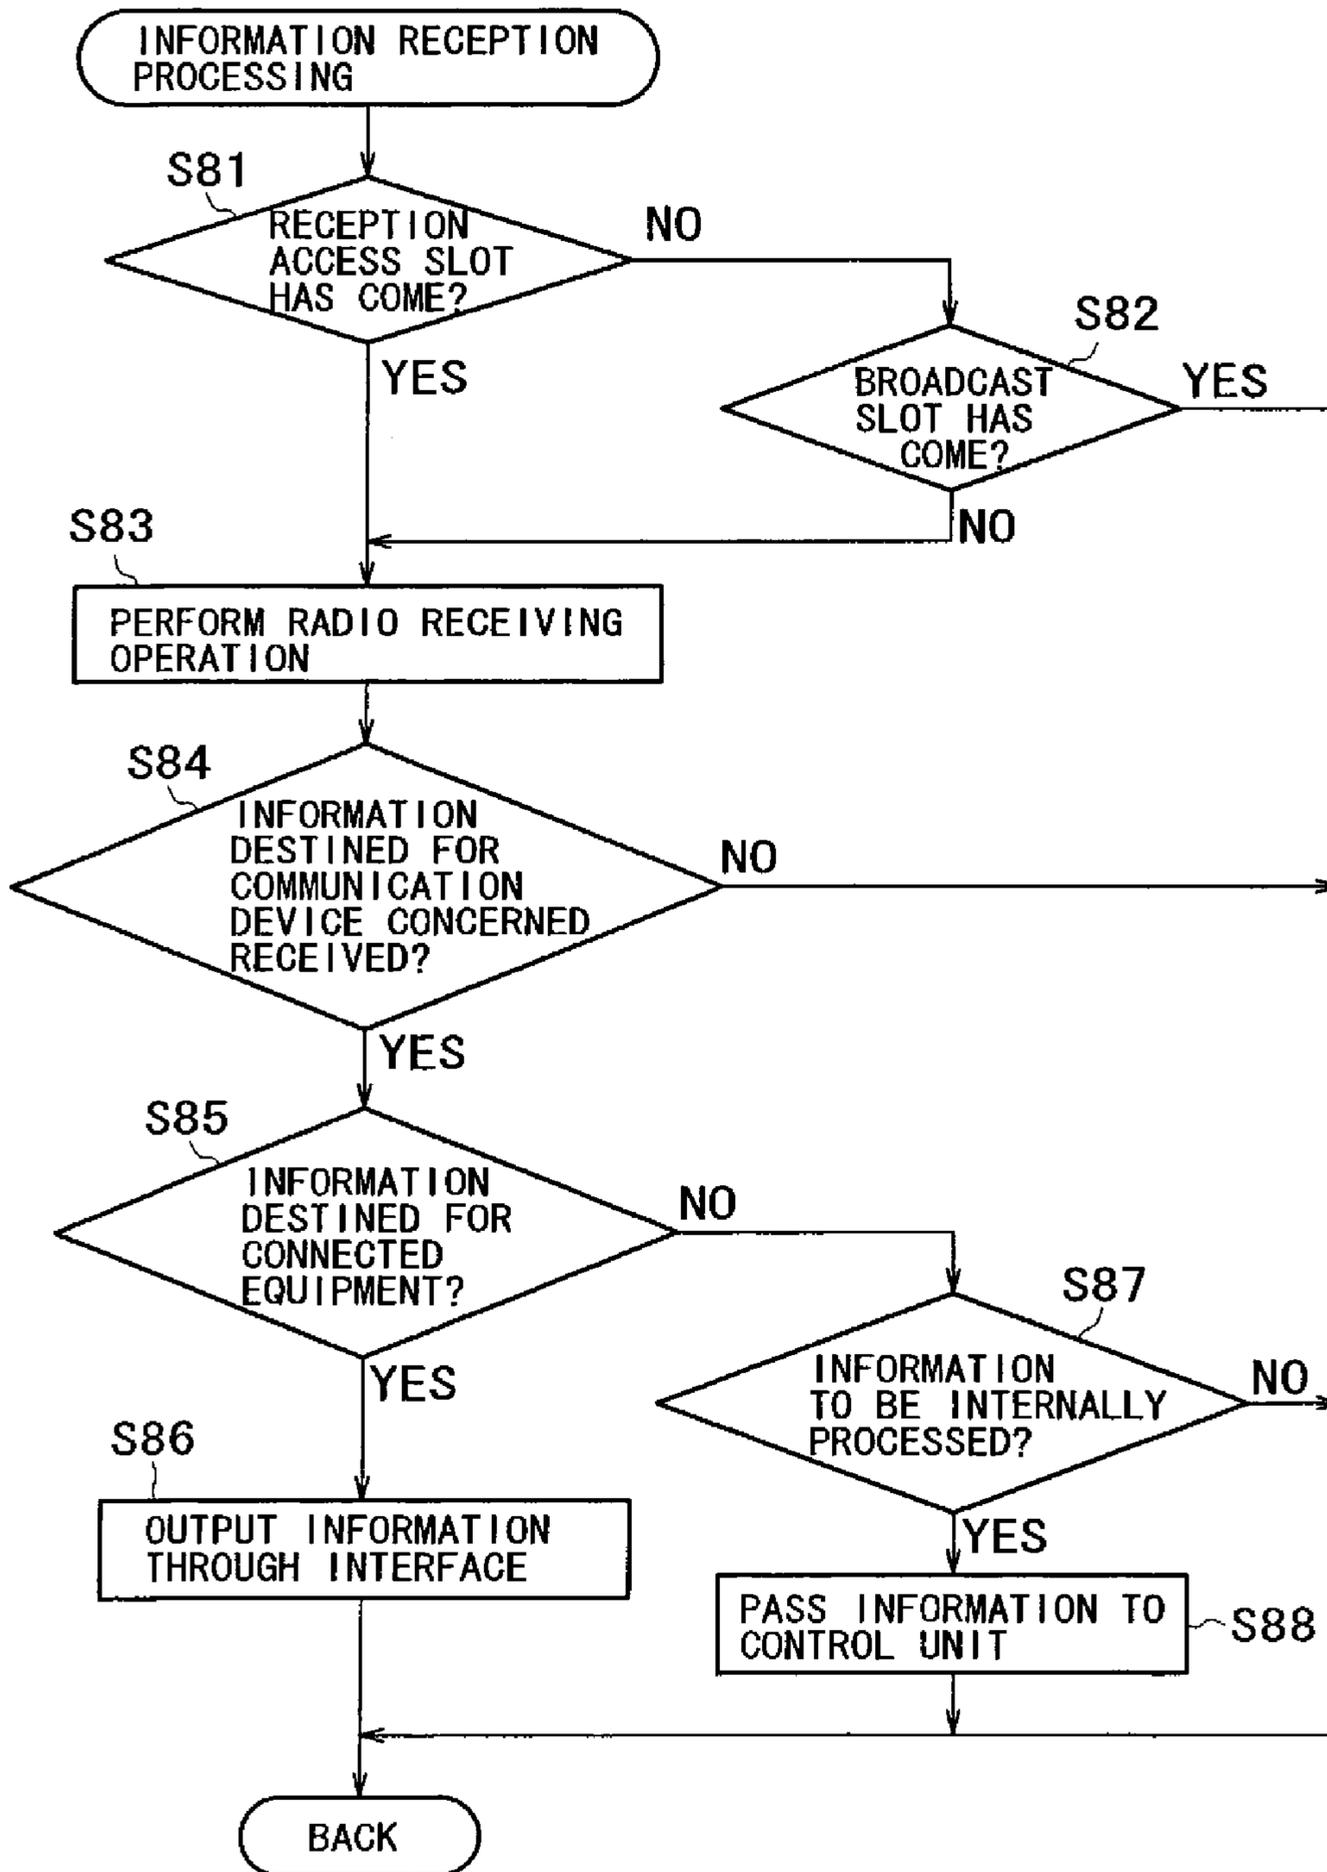 INFORMATION RECEPTION
PROCESSING
S81
RECEPTION
ACCESS SLOT
HAS COME?
NO
YES
S82
BROADCAST
SLOT HAS
COME?
YES
NO
S83
PERFORM RADIO RECEIVING
OPERATION
S84
INFORMATION
DESTINED FOR
COMMUNICATION
DEVICE CONCERNED
RECEIVED?
NO
YES
S85
INFORMATION
DESTINED FOR
CONNECTED
EQUIPMENT?
NO
YES
S87
INFORMATION
TO BE INTERNALLY
PROCESSED?
NO
YES
S86
OUTPUT INFORMATION
THROUGH INTERFACE
PASS INFORMATION TO
CONTROL UNIT
S88
BACK